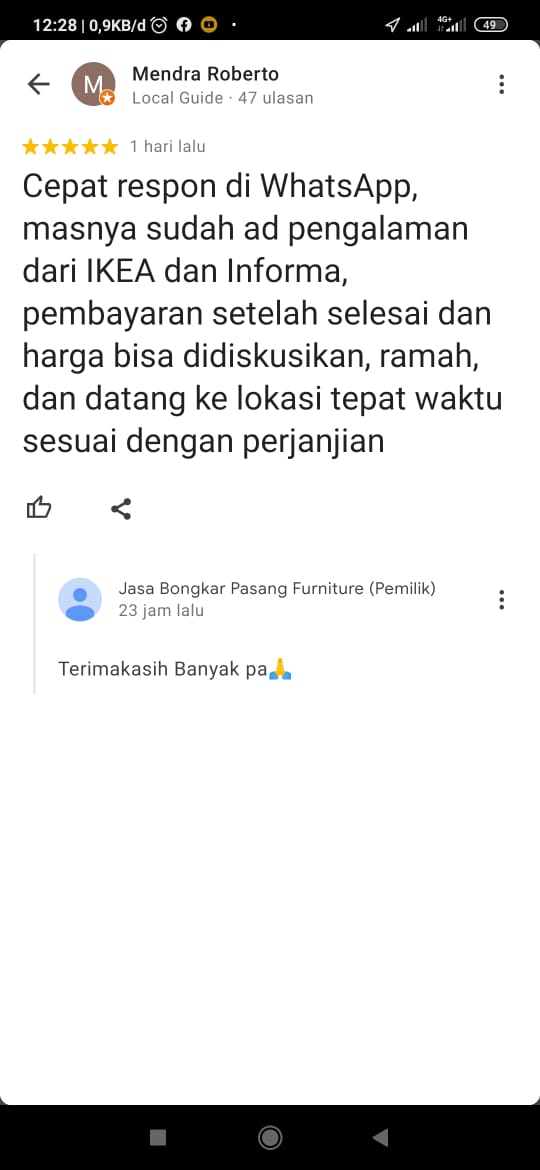 12:28 | 0,9KB/d
4G+
49
Mendra Roberto
M
Local Guide · 47 ulasan
1 hari lalu
Cepat respon di WhatsApp,
masnya sudah ad pengalaman
dari IKEA dan Informa,
pembayaran setelah selesai dan
harga bisa didiskusikan, ramah,
dan datang ke lokasi tepat waktu
sesuai dengan perjanjian
Jasa Bongkar Pasang Furniture (Pemilik)
23 jam lalu
Terimakasih Banyak pa🙏